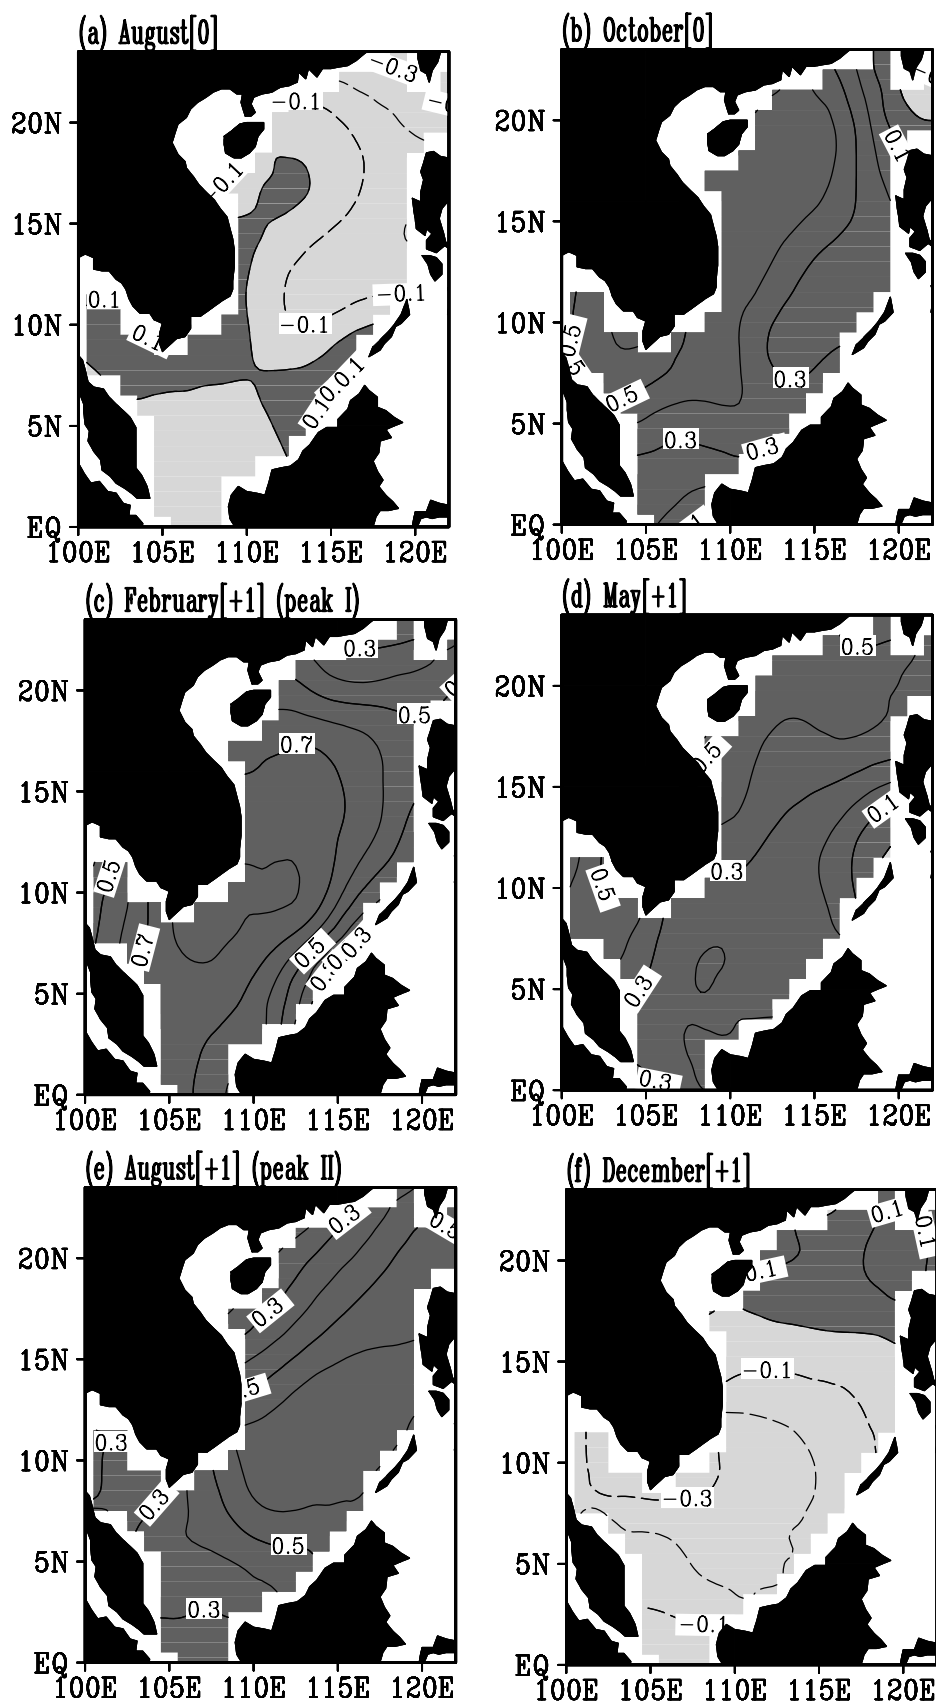 (a) August[0]
20N
15N
10N
5N
EQ
100E 105E 110E 115E 120E
−0.3
−0.1
−0.1
0.1
0.1
−0.1
−0.1
0.10.1
(b) October[0]
20N
15N
10N
5N
EQ
100E 105E 110E 115E 120E
0.1
0.5
0.5
0.3
0.3
0.3
(c) February[+1] (peak I)
20N
15N
10N
5N
EQ
100E 105E 110E 115E 120E
0.3
0.5
0.7
0.5
0.7
0.5
0.3
(d) May[+1]
20N
15N
10N
5N
EQ
100E 105E 110E 115E 120E
0.5
0.5
0.1
0.3
0.5
0.3
0.3
(e) August[+1] (peak II)
20N
15N
10N
5N
EQ
100E 105E 110E 115E 120E
0.3
0.3
.5
0.3
0.3
0.5
0.3
(f) December[+1]
20N
15N
10N
5N
EQ
100E 105E 110E 115E 120E
0.1
0.1
0.1
−0.1
−0.3
−0.1